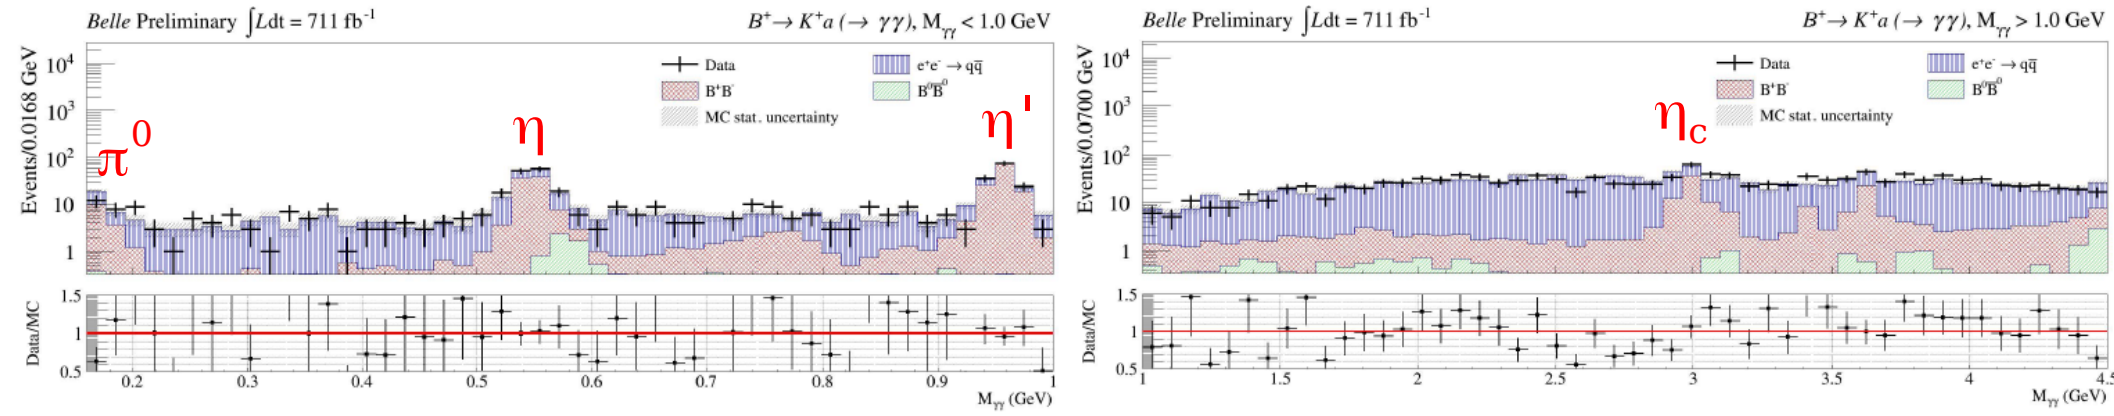 Belle Preliminary ∫Ldt = 711 fb⁻¹
B⁺→ K⁺a (→ γγ), M_γγ < 1.0 GeV
Events/0.0168 GeV
10⁴
10³
10²
10
1
Data
e⁺e⁻ → qq̅
B⁺B⁻
B⁰B̅⁰
MC stat. uncertainty
π⁰
η
η'
Data/MC
1.5
1
0.5
0.2 0.3 0.4 0.5 0.6 0.7 0.8 0.9 1
M_γγ (GeV)
Belle Preliminary ∫Ldt = 711 fb⁻¹
B⁺→ K⁺a (→ γγ), M_γγ > 1.0 GeV
Events/0.0700 GeV
10⁴
10³
10²
10
1
Data
e⁺e⁻ → qq̅
B⁺B⁻
B⁰B̅⁰
MC stat. uncertainty
η_c
Data/MC
1.5
1
0.5
1 1.5 2 2.5 3 3.5 4 4.5
M_γγ (GeV)